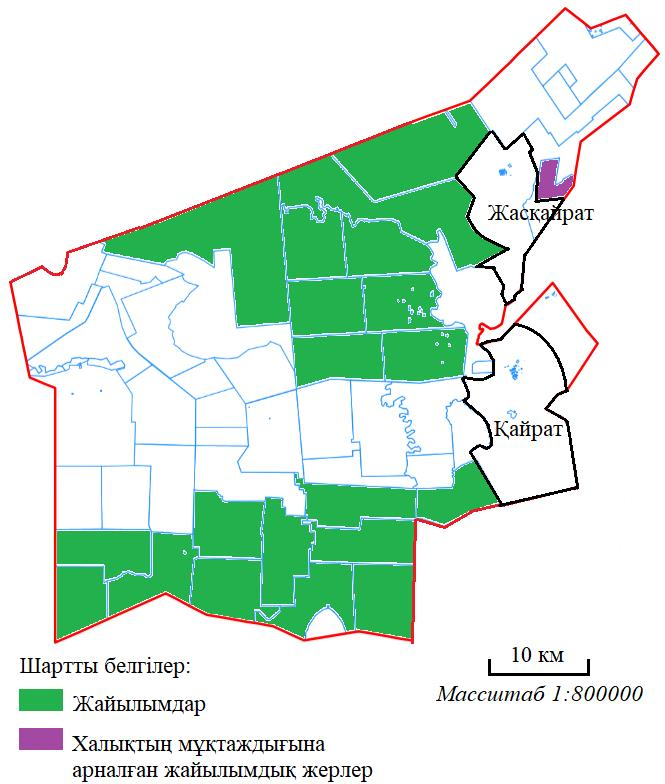 Жасқайрат
Қайрат
Шартты белгілер:
Жайылымдар
Халықтың мұқтаждығына
арналған жайылымдық жерлер
10 км
Масштаб 1:800000